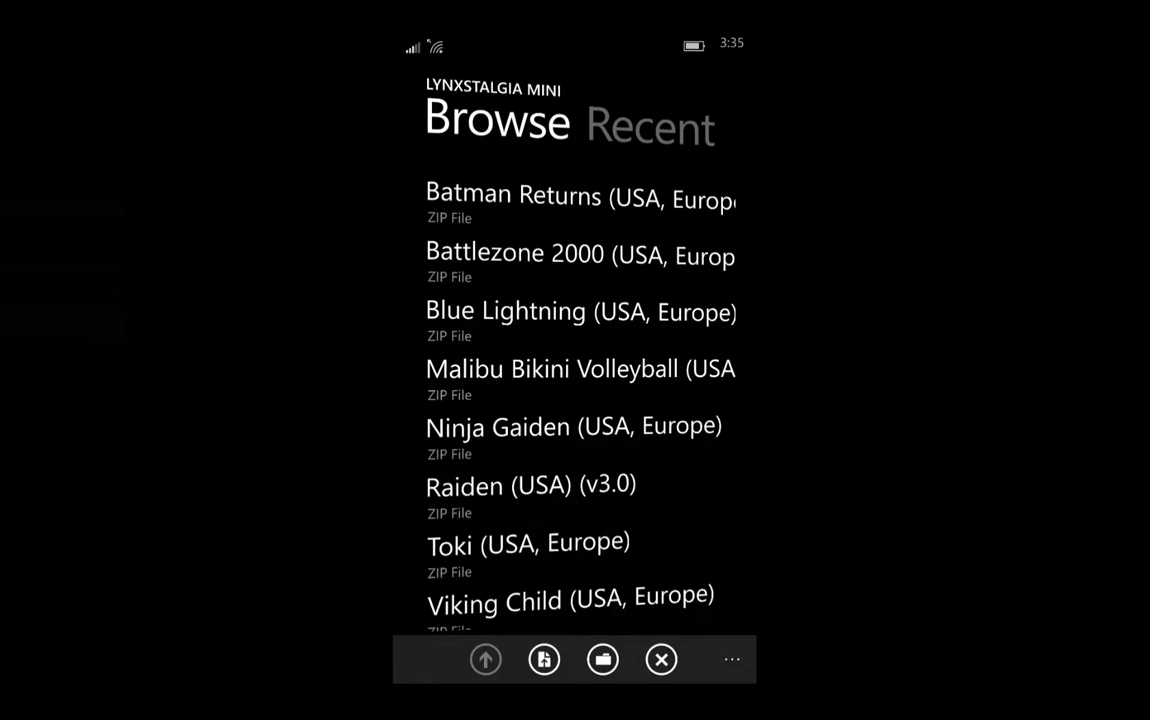 3:35
LYNXSTALGIA MINI
Browse Recent
Batman Returns (USA, Europ
ZIP File
Battlezone 2000 (USA, Europ
ZIP File
Blue Lightning (USA, Europe)
ZIP File
Malibu Bikini Volleyball (USA
ZIP File
Ninja Gaiden (USA, Europe)
ZIP File
Raiden (USA) (v3.0)
ZIP File
Toki (USA, Europe)
ZIP File
Viking Child (USA, Europe)
ZIP File
...